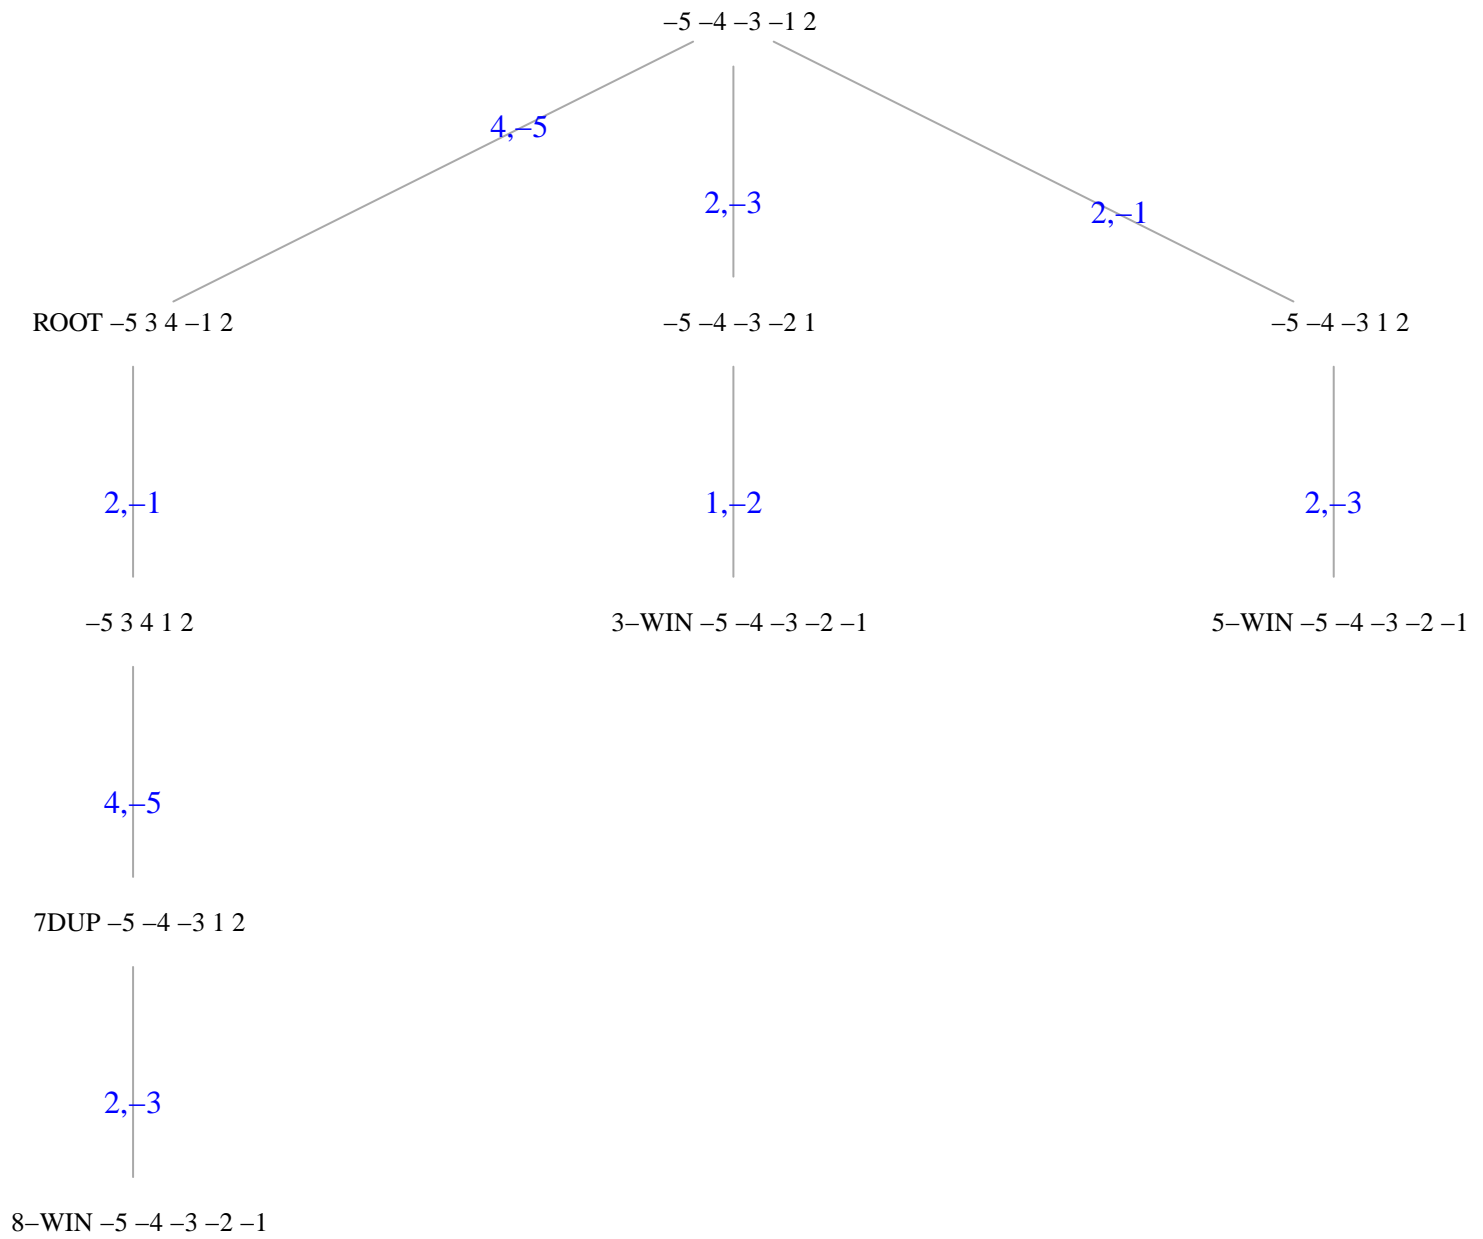 –5 –4 –3 –1 2
4,–5
2,–3
2,–1
ROOT –5 3 4 –1 2
–5 –4 –3 –2 1
–5 –4 –3 1 2
2,–1
1,–2
2,–3
–5 3 4 1 2
3–WIN –5 –4 –3 –2 –1
5–WIN –5 –4 –3 –2 –1
4,–5
7DUP –5 –4 –3 1 2
2,–3
8–WIN –5 –4 –3 –2 –1